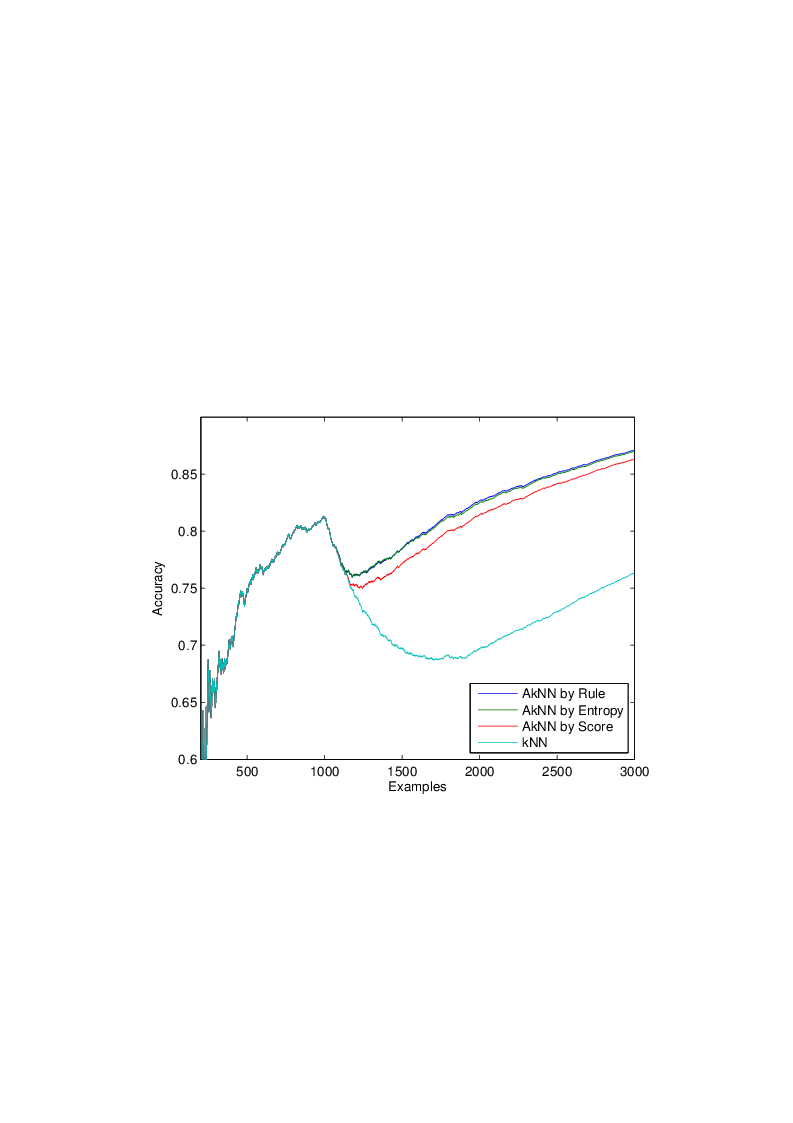 0.85
0.8
0.75
0.7
0.65
0.6
Accuracy
500 1000 1500 2000 2500 3000
Examples
AkNN by Rule
AkNN by Entropy
AkNN by Score
kNN